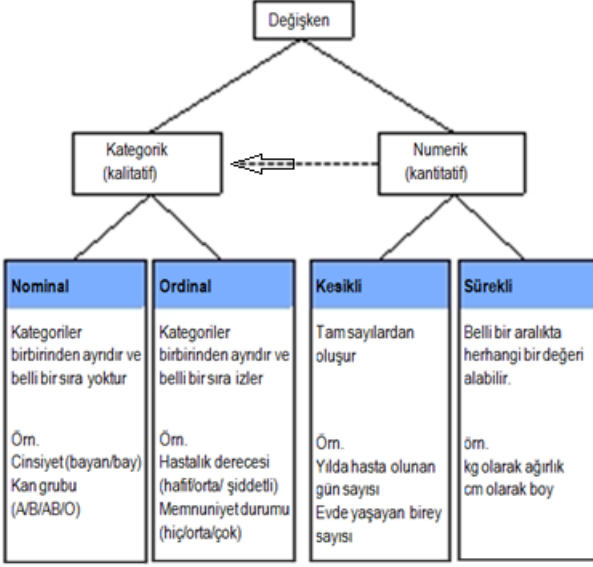 Değişken
Kategorik
(kalitatif)
Numerik
(kantitatif)
Nominal
Kategoriler
birbirinden ayrıdır ve
belli bir sıra yoktur
Örn.
Cinsiyet (bayan/bay)
Kan grubu
(A/B/AB/O)
Ordinal
Kategoriler
birbirinden ayrıdır ve
belli bir sıra izler
Örn.
Hastalık derecesi
(hafif/orta/ şiddetli)
Memnuniyet durumu
(hiç/orta/çok)
Kesikli
Tam sayılardan
oluşur
Örn.
Yılda hasta olunan
gün sayısı
Evde yaşayan birey
sayısı
Sürekli
Belli bir aralıkta
herhangi bir değeri
alabilir.
örn.
kg olarak ağırlık
cm olarak boy